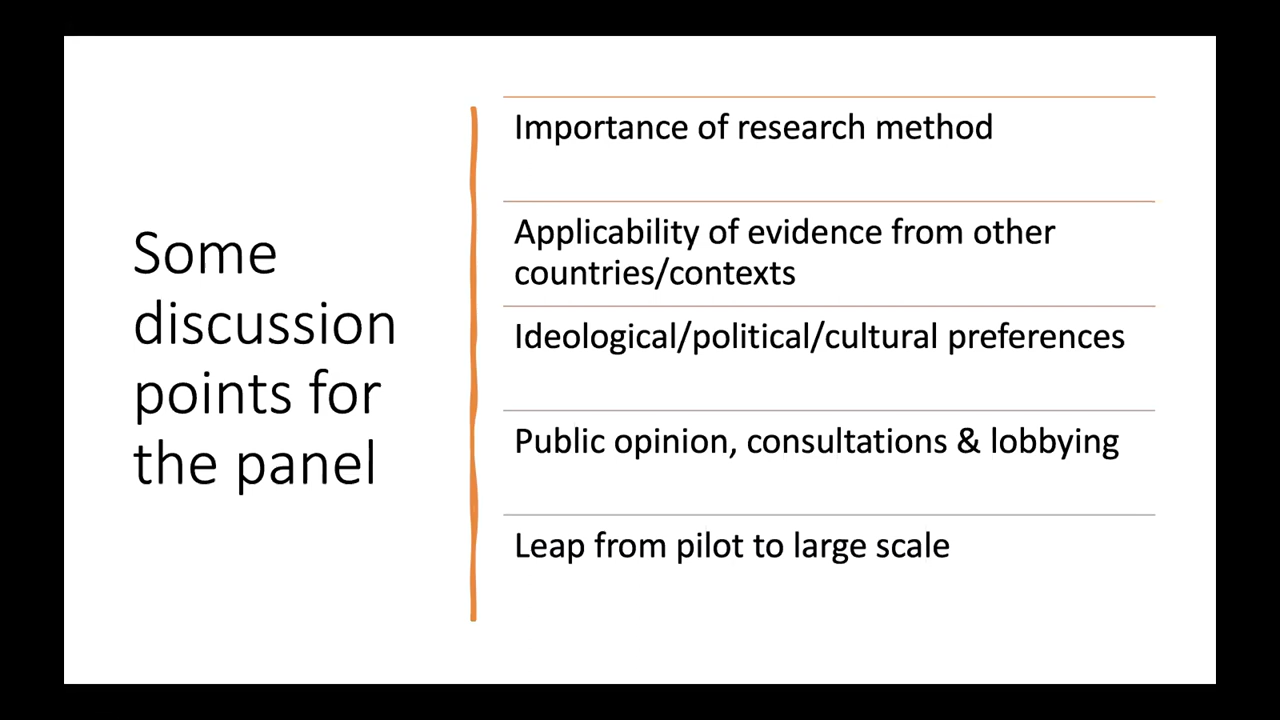 Some
discussion
points for
the panel
Importance of research method
Applicability of evidence from other
countries/contexts
Ideological/political/cultural preferences
Public opinion, consultations & lobbying
Leap from pilot to large scale